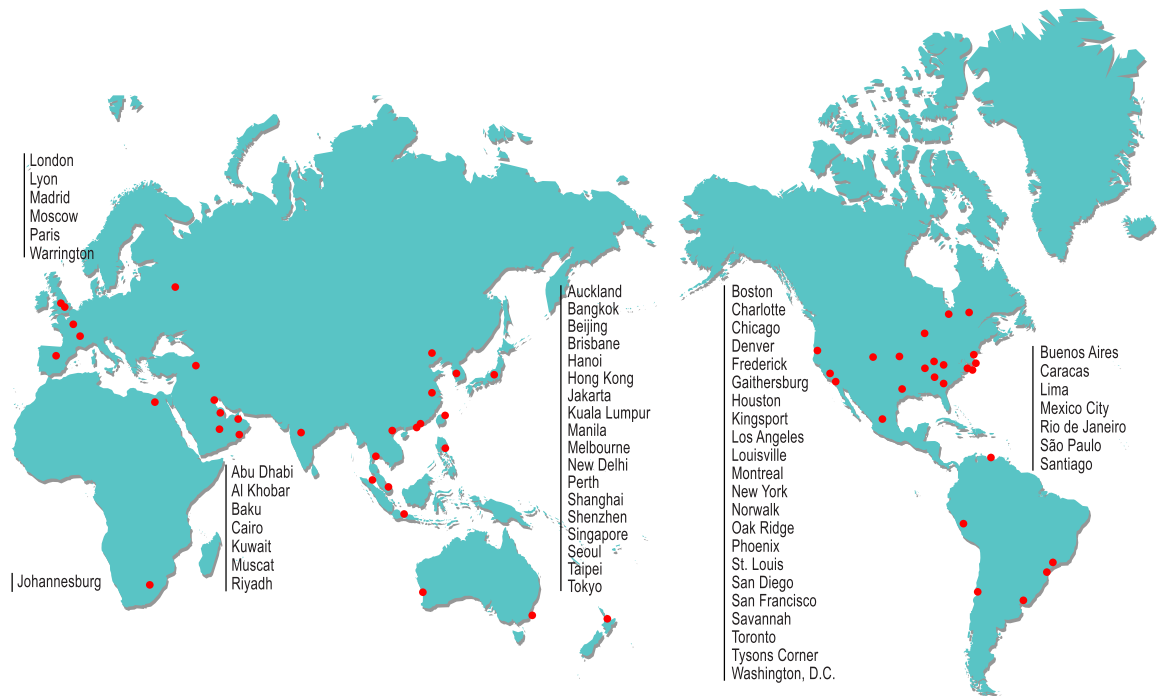 London
Lyon
Madrid
Moscow
Paris
Warrington
Johannesburg
Abu Dhabi
Al Khobar
Baku
Cairo
Kuwait
Muscat
Riyadh
Auckland
Bangkok
Beijing
Brisbane
Hanoi
Hong Kong
Jakarta
Kuala Lumpur
Manila
Melbourne
New Delhi
Perth
Shanghai
Shenzhen
Singapore
Seoul
Taipei
Tokyo
Boston
Charlotte
Chicago
Denver
Frederick
Gaithersburg
Houston
Kingsport
Los Angeles
Louisville
Montreal
New York
Norwalk
Oak Ridge
Phoenix
St. Louis
San Diego
San Francisco
Savannah
Toronto
Tysons Corner
Washington, D.C.
Buenos Aires
Caracas
Lima
Mexico City
Rio de Janeiro
São Paulo
Santiago